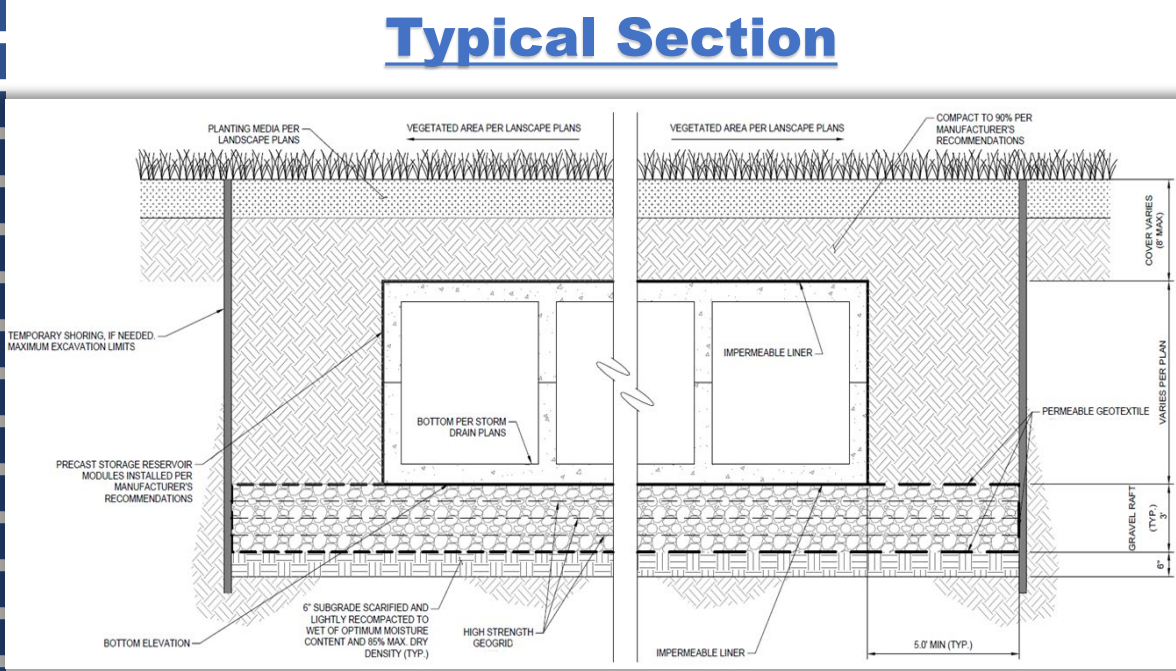 Typical Section
PLANTING MEDIA PER
LANDSCAPE PLANS
VEGETATED AREA PER LANSCAPE PLANS
VEGETATED AREA PER LANSCAPE PLANS
COMPACT TO 90% PER
MANUFACTURER'S
RECOMMENDATIONS
COVER VARIES
(8' MAX)
TEMPORARY SHORING, IF NEEDED.
MAXIMUM EXCAVATION LIMITS
IMPERMEABLE LINER
VARIES PER PLAN
BOTTOM PER STORM
DRAIN PLANS
PERMEABLE GEOTEXTILE
PRECAST STORAGE RESERVOIR
MODULES INSTALLED PER
MANUFACTURER'S
RECOMMENDATIONS
GRAVEL RAFT
(TYP.)
3'
6"
6" SUBGRADE SCARIFIED AND
LIGHTLY RECOMPACTED TO
WET OF OPTIMUM MOISTURE
CONTENT AND 85% MAX. DRY
DENSITY (TYP.)
HIGH STRENGTH
GEOGRID
BOTTOM ELEVATION
IMPERMEABLE LINER
5.0' MIN (TYP.)